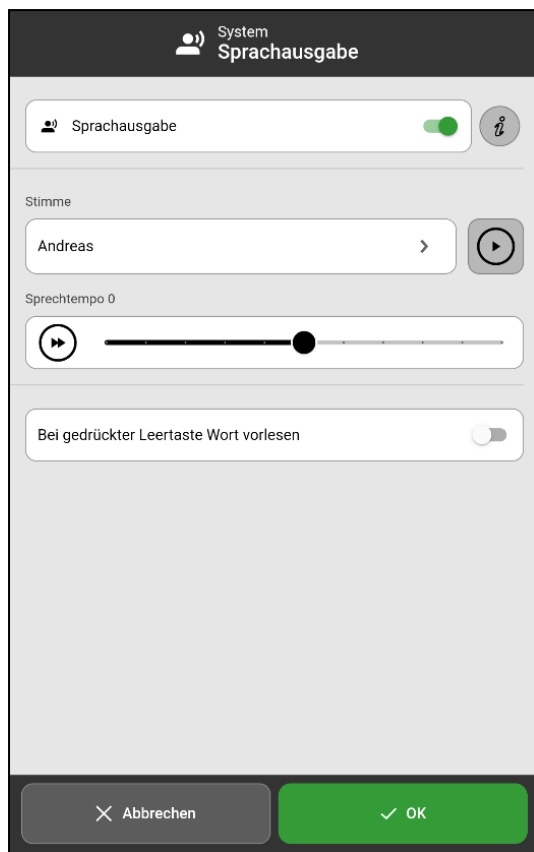 System
Sprachausgabe
Sprachausgabe
Stimme
Andreas
Sprechtempo 0
Bei gedrückter Leertaste Wort vorlesen
Abbrechen
OK